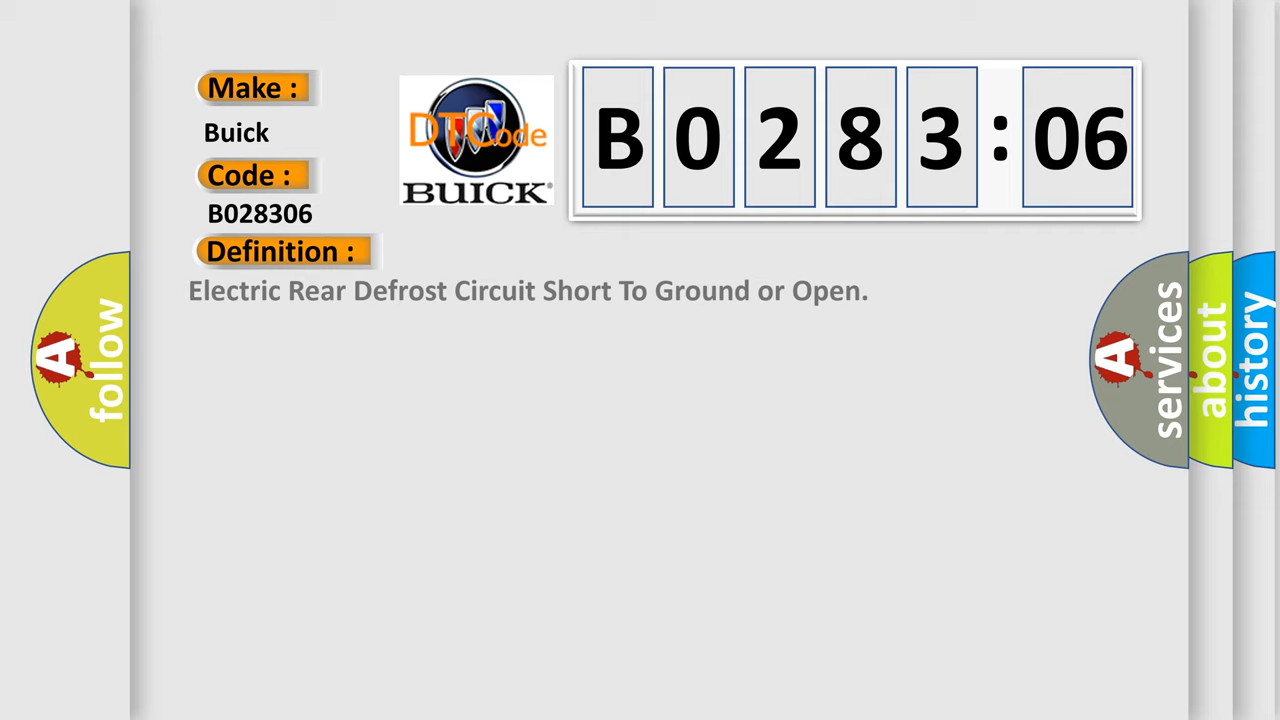 Make :
Buick
Code :
B028306
Definition :
Electric Rear Defrost Circuit Short To Ground or Open.
DTCode
BUICK®
B 0 2 8 3 : 06
A follow
A services
about
history